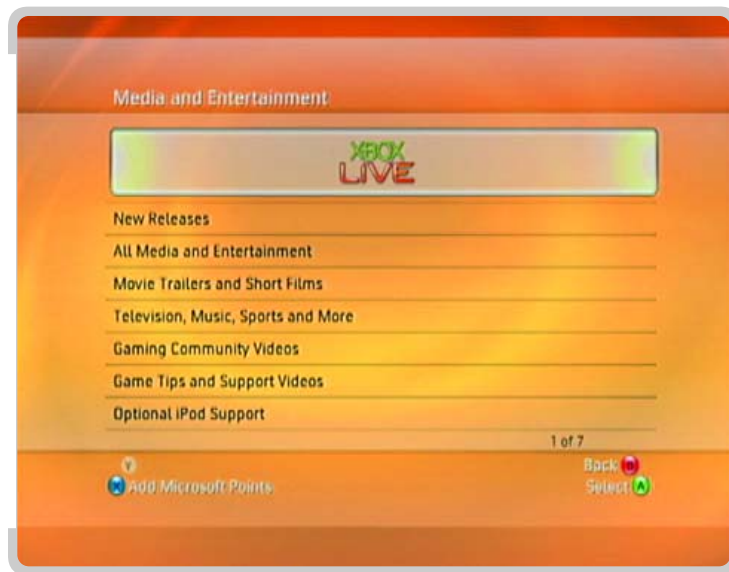 Media and Entertainment
XBOX
LIVE
New Releases
All Media and Entertainment
Movie Trailers and Short Films
Television, Music, Sports and More
Gaming Community Videos
Game Tips and Support Videos
Optional iPod Support
1 of 7
Y
Back B
X Add Microsoft Points
Select A